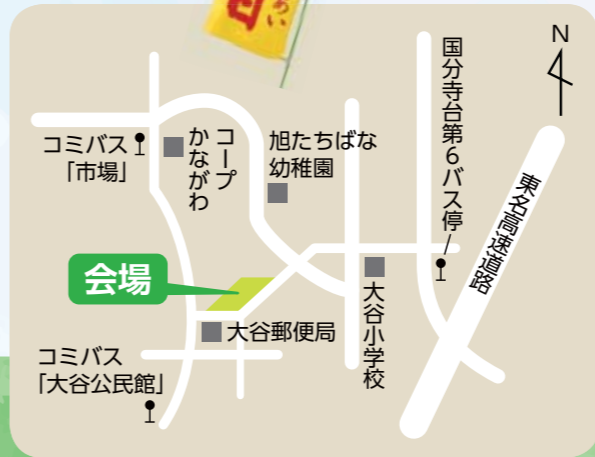 N
コミバス
「市場」
コープ
かながわ
旭たちばな
幼稚園
国分寺台第6バス停
東名高速道路
会場
大谷郵便局
大谷小学校
コミバス
「大谷公民館」